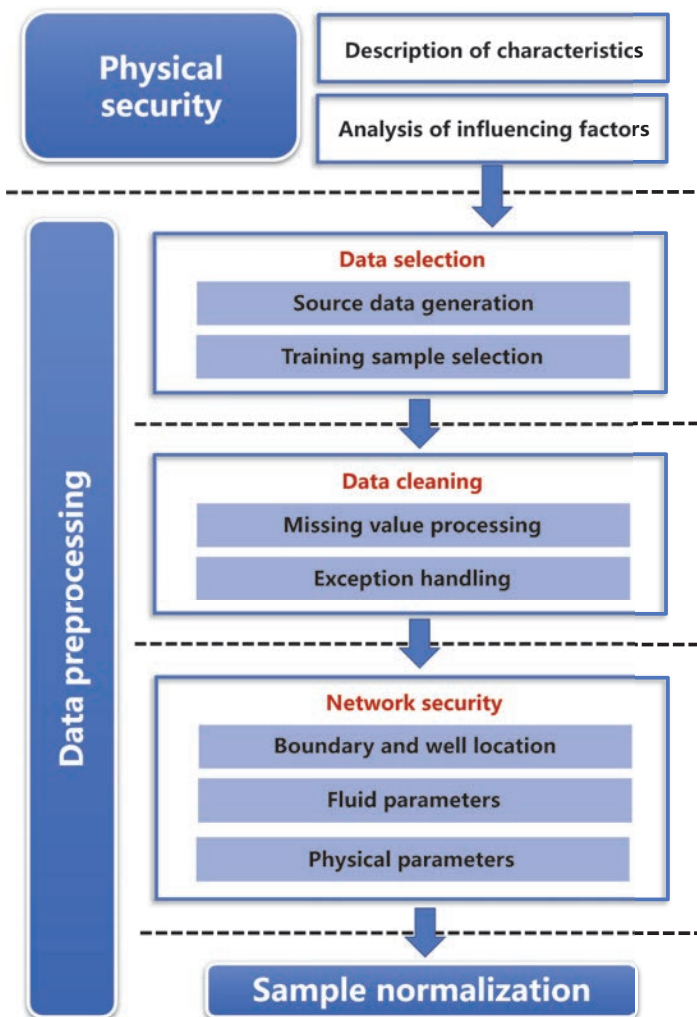 Physical
security
Description of characteristics
Analysis of influencing factors
Data preprocessing
Data selection
Source data generation
Training sample selection
Data cleaning
Missing value processing
Exception handling
Network security
Boundary and well location
Fluid parameters
Physical parameters
Sample normalization